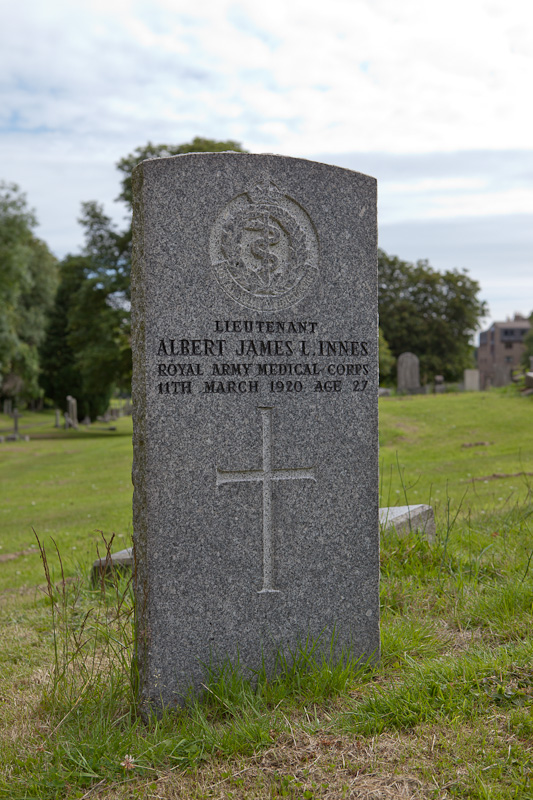 LIEUTENANT
ALBERT JAMES L. INNES
ROYAL ARMY MEDICAL CORPS
11TH MARCH 1920 AGE 27